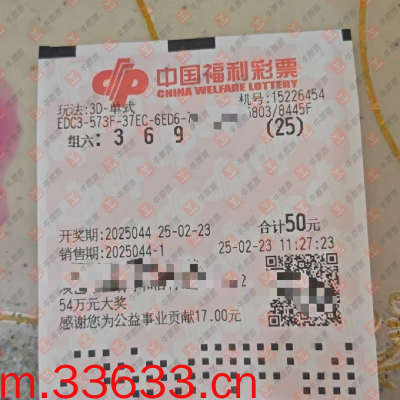 中国福利彩票
CHINA WELFARE LOTTERY
玩法:3D-单式
机号:15226454
EDC3-573F-37EC-6ED6-
5803/8445F
组六: 3 6 9
(25)
开奖期:2025044 25-02-23
合计50元
销售期:2025044-1
25-02-23 11:27:23
54万元大奖
感谢您为公益事业贡献17.00元
m.33633.cn